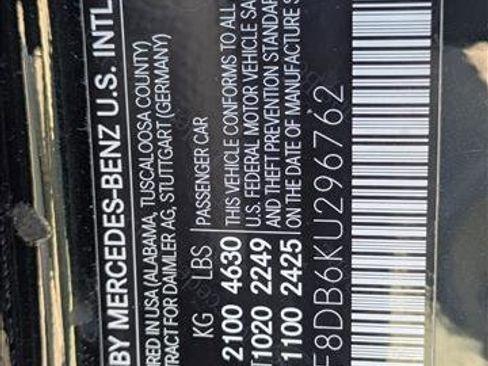 BY MERCEDES-BENZ U.S. INTL
RED IN USA (ALABAMA, TUSCALOOSA COUNTY)
TRACT FOR DAIMLER AG, STUTTGART (GERMANY)
KG LBS PASSENGER CAR
2100 4630 THIS VEHICLE CONFORMS TO ALL
1020 2249 U.S. FEDERAL MOTOR VEHICLE SA
1100 2425 AND THEFT PREVENTION STANDARD
ON THE DATE OF MANUFACTURE S
F8DB6KU296762